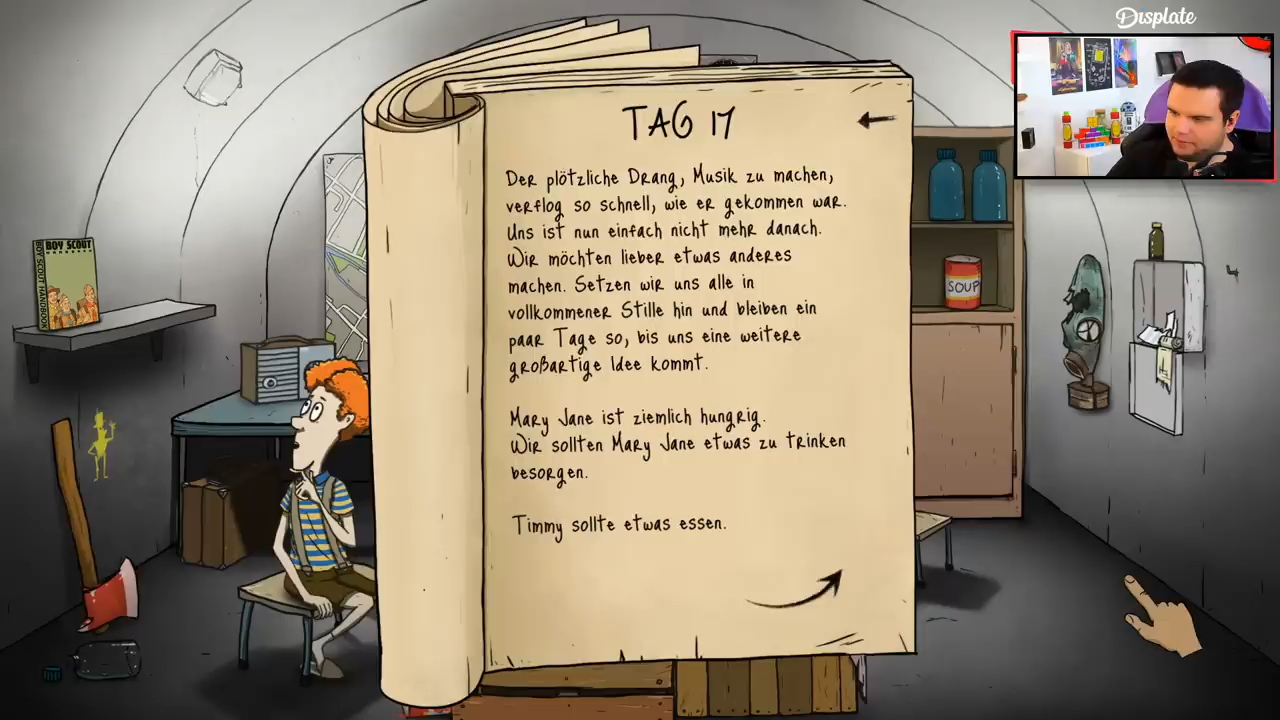 Displate
TAG 17
Der plötzliche Drang, Musik zu machen,
verflog so schnell, wie er gekommen war.
Uns ist nun einfach nicht mehr danach.
Wir möchten lieber etwas anderes
machen. Setzen wir uns alle in
vollkommener Stille hin und bleiben ein
paar Tage so, bis uns eine weitere
großartige Idee kommt.
Mary Jane ist ziemlich hungrig.
Wir sollten Mary Jane etwas zu trinken
besorgen.
Timmy sollte etwas essen.
BOY SCOUT
BOY SCOUT HANDBOOK
SOUP